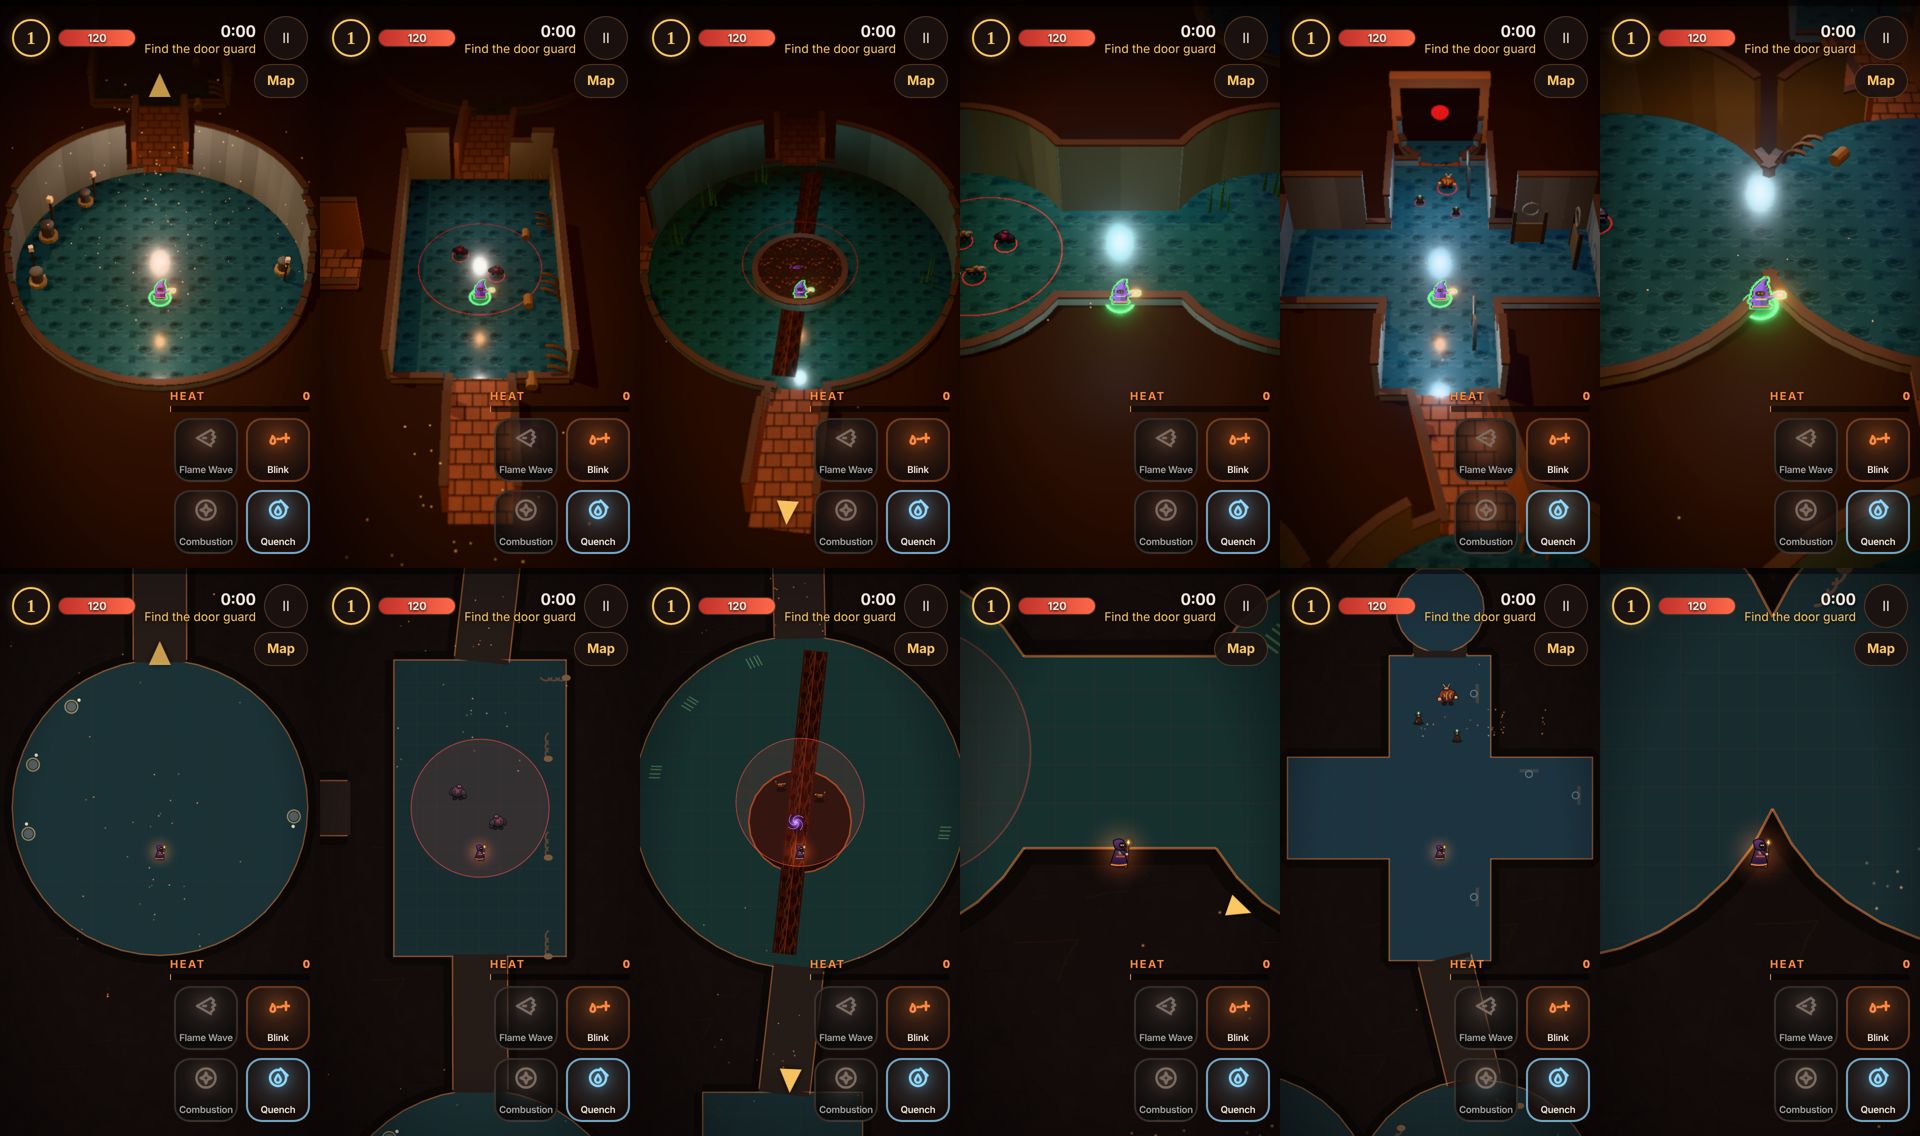 1 120 0:00
Find the door guard
Map
HEAT 0
Flame Wave Blink
Combustion Quench
1 120 0:00
Find the door guard
Map
HEAT 0
Flame Wave Blink
Combustion Quench
1 120 0:00
Find the door guard
Map
HEAT 0
Flame Wave Blink
Combustion Quench
1 120 0:00
Find the door guard
Map
HEAT 0
Flame Wave Blink
Combustion Quench
1 120 0:00
Find the door guard
Map
HEAT 0
Flame Wave Blink
Combustion Quench
1 120 0:00
Find the door guard
Map
HEAT 0
Flame Wave Blink
Combustion Quench
1 120 0:00
Find the door guard
Map
HEAT 0
Flame Wave Blink
Combustion Quench
1 120 0:00
Find the door guard
Map
HEAT 0
Flame Wave Blink
Combustion Quench
1 120 0:00
Find the door guard
Map
HEAT 0
Flame Wave Blink
Combustion Quench
1 120 0:00
Find the door guard
Map
HEAT 0
Flame Wave Blink
Combustion Quench
1 120 0:00
Find the door guard
Map
HEAT 0
Flame Wave Blink
Combustion Quench
1 120 0:00
Find the door guard
Map
HEAT 0
Flame Wave Blink
Combustion Quench